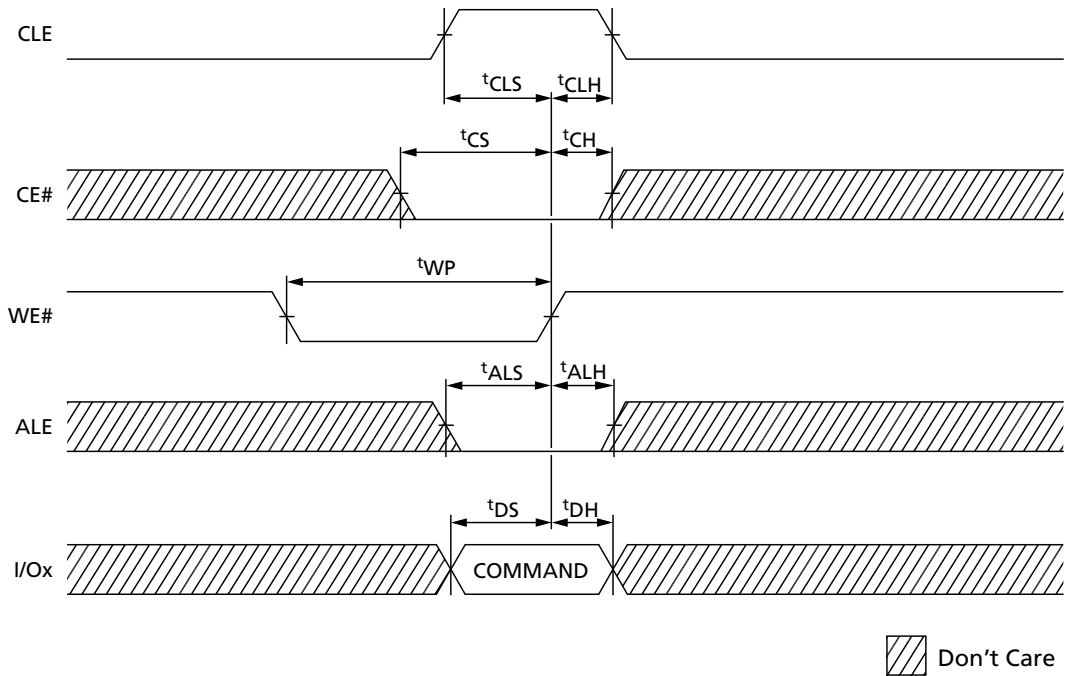 CLE
tCLS
tCLH
tCS
tCH
CE#
tWP
WE#
tALS
tALH
ALE
tDS
tDH
I/Ox
COMMAND
Don't Care